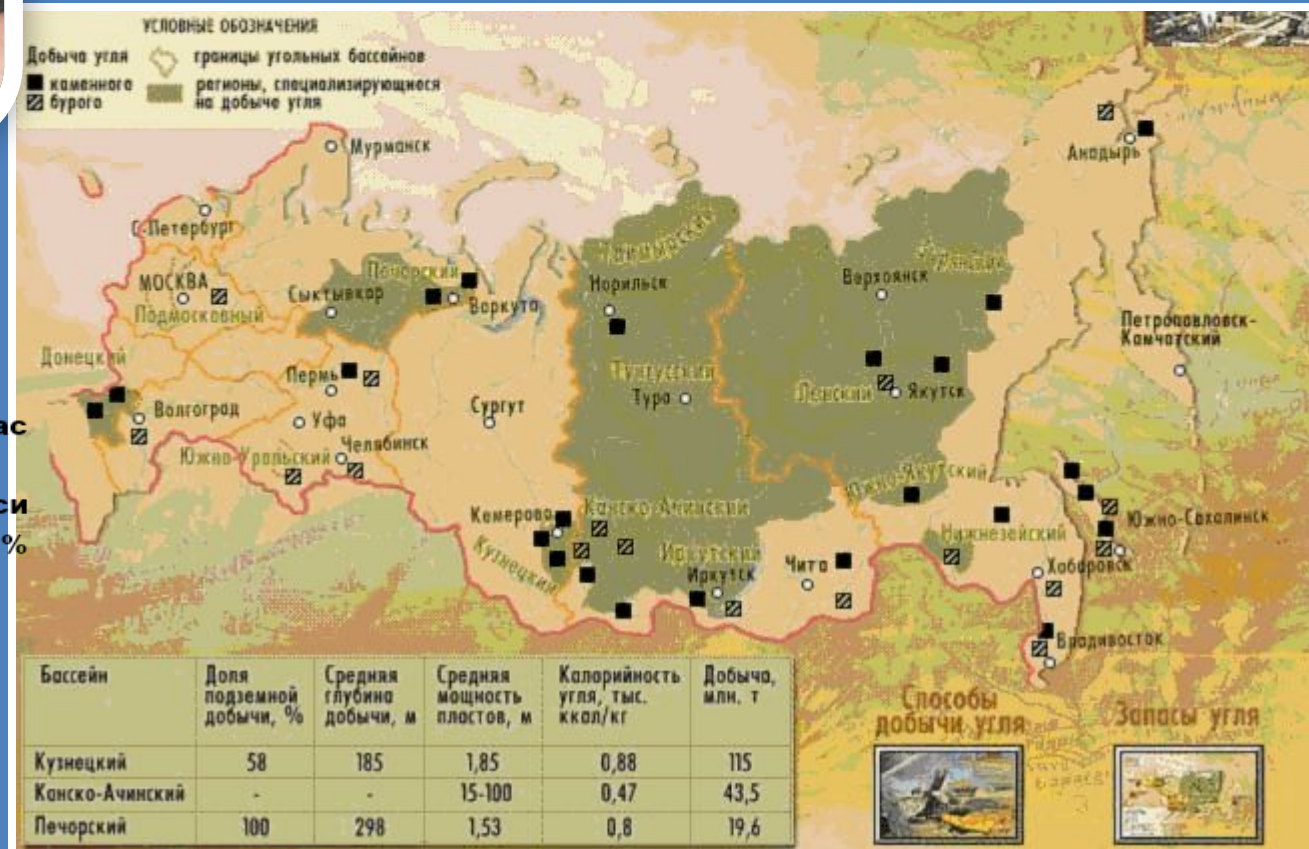 УСЛОВНЫЕ ОБОЗНАЧЕНИЯ
Добыча угля
каменного
бурого
границы угольных бассейнов
регионы, специализирующиеся
на добыче угля
Мурманск
С-Петербург
МОСКВА
Подмосковный
Сыктывкар
Печорский
Воркута
Таймырский
Норильск
Верхоянск
Анадырь
Петропавловск-
Камчатский
Донецкий
Волгоград
Пермь
Уфа
Челябинск
Южно-Уральский
Сургут
Тунгусский
Тура
Ленский
Якутск
Южно-Якутский
Кемерово
Кузнецкий
Канско-Ачинский
Иркутский
Иркутск
Чита
Нижнезейский
Хабаровск
Южно-Сахалинск
Владивосток
ас
си
%
Бассейн
Доля
подземной
добычи, %
Средняя
глубина
добычи, м
Средняя
мощность
пластов, м
Калорийность
угля, тыс.
ккал/кг
Добыча,
млн. т
Кузнецкий 58 185 1,85 0,88 115
Канско-Ачинский - - 15-100 0,47 43,5
Печорский 100 298 1,53 0,8 19,6
Способы
добычи угля
Запасы угля